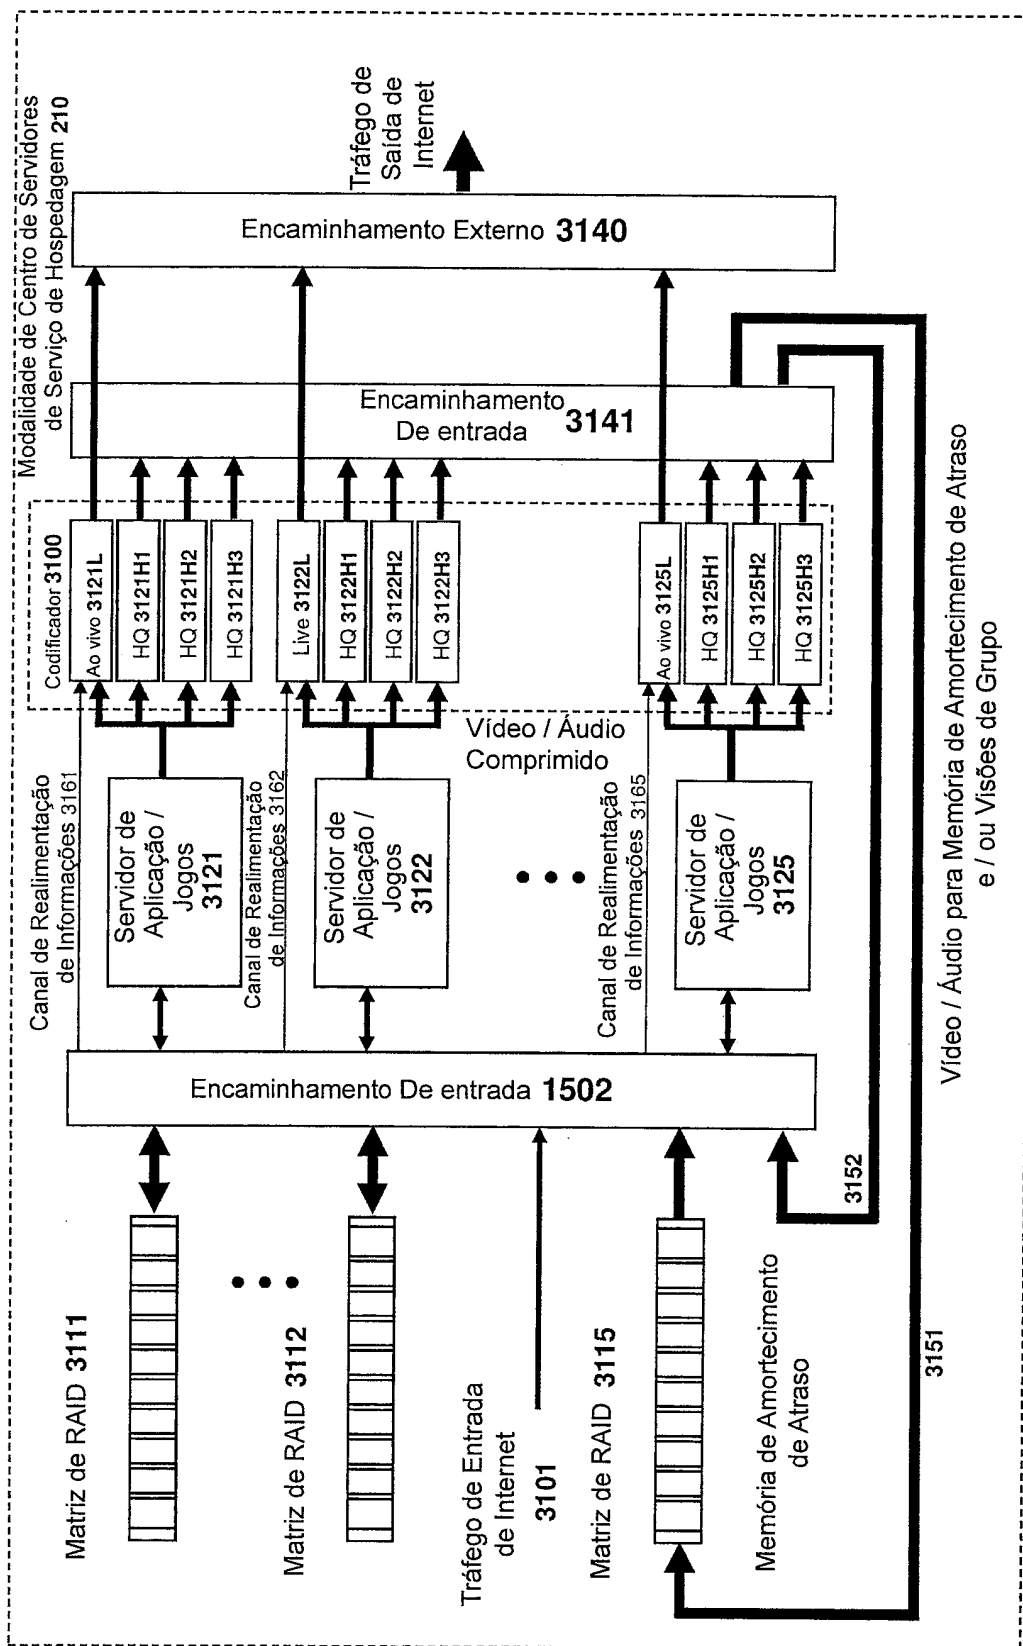 Modalidade de Centro de Servidores
de Serviço de Hospedagem 210
Matriz de RAID 3111
Matriz de RAID 3112
Tráfego de Entrada
de Internet
3101
Matriz de RAID 3115
Memória de Amortecimento
de Atraso
Encaminhamento De entrada 1502
Canal de Realimentação
de Informações 3161
Servidor de
Aplicação /
Jogos
3121
Canal de Realimentação
de Informações 3162
Servidor de
Aplicação /
Jogos
3122
Canal de Realimentação
de Informações 3165
Servidor de
Aplicação /
Jogos
3125
Vídeo / Áudio
Comprimido
Codificador 3100
Ao vivo 3121L
HQ 3121H1
HQ 3121H2
HQ 3121H3
Live 3122L
HQ 3122H1
HQ 3122H2
HQ 3122H3
Ao vivo 3125L
HQ 3125H1
HQ 3125H2
HQ 3125H3
Encaminhamento
De entrada 3141
Encaminhamento Externo 3140
Tráfego de
Saída de
Internet
3152
3151
Vídeo / Áudio para Memória de Amortecimento de Atraso
e / ou Visões de Grupo